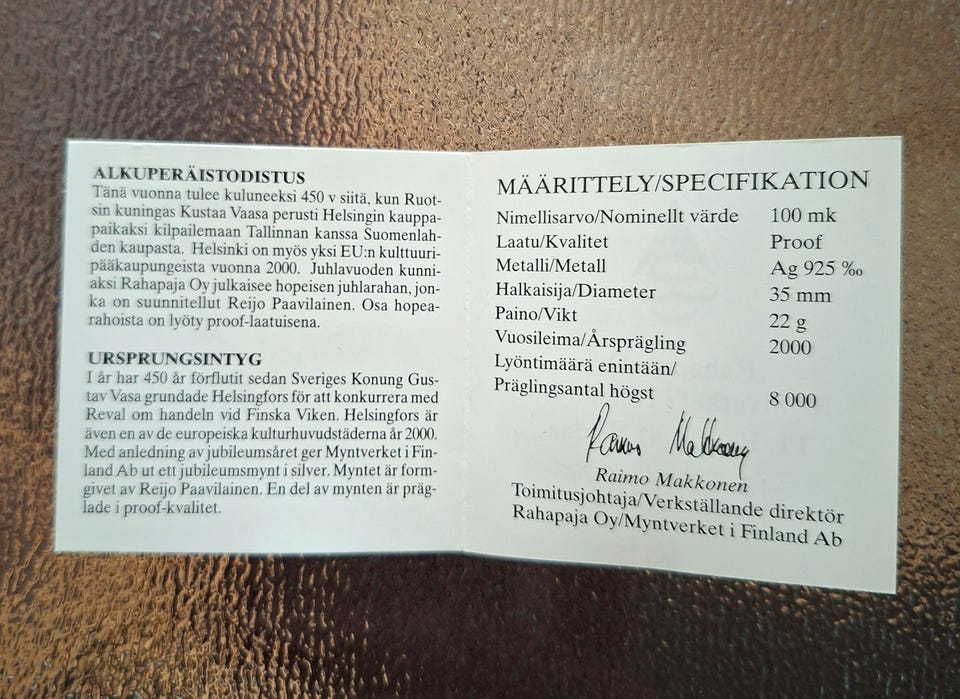 ALKUPERÄISTODISTUS
Tänä vuonna tulee kuluneeksi 450 v siitä, kun Ruot-
sin kuningas Kustaa Vaasa perusti Helsingin kauppa-
paikaksi kilpailemaan Tallinnan kanssa Suomenlah-
den kaupasta. Helsinki on myös yksi EU:n kulttuuri-
pääkaupungeista vuonna 2000. Juhlavuoden kunni-
aksi Rahapaja Oy julkaisee hopeisen juhlarahan, jon-
ka on suunnitellut Reijo Paavilainen. Osa hopea-
rahoista on lyöty proof-laatuisena.
URSPRUNGSINTYG
I år har 450 år förflutit sedan Sveriges Konung Gus-
tav Vasa grundade Helsingfors för att konkurrera med
Reval om handeln vid Finska Viken. Helsingfors är
även en av de europeiska kulturhuvudstäderna år 2000.
Med anledning av jubileumsåret ger Myntverket i Fin-
land Ab ut ett jubileumsmynt i silver. Myntet är form-
givet av Reijo Paavilainen. En del av mynten är präg-
lade i proof-kvalitet.
MÄÄRITTELY/SPECIFIKATION
Nimellisarvo/Nominellt värde 100 mk
Laatu/Kvalitet Proof
Metalli/Metall Ag 925 ‰
Halkaisija/Diameter 35 mm
Paino/Vikt 22 g
Vuosileima/Årsprägling 2000
Lyöntimäärä enintään/
Präglingsantal högst 8 000
Raimo Makkonen
Raimo Makkonen
Toimitusjohtaja/Verkställande direktör
Rahapaja Oy/Myntverket i Finland Ab